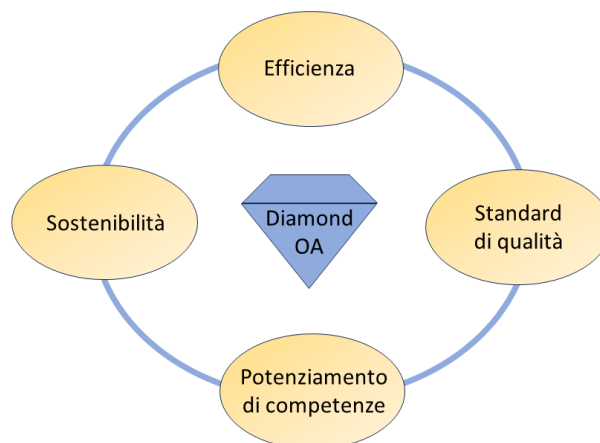 Efficienza
Sostenibilità
Diamond
OA
Standard
di qualità
Potenziamento
di competenze